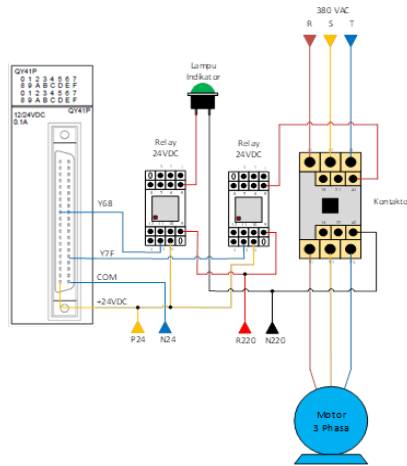 380 VAC
R S T
QY41P
0 1 2 3 4 5 6 7
8 9 A B C D E F
0 1 2 3 4 5 6 7
8 9 A B C D E F
QY41P
12/24VDC
0.1A
Lampu
Indikator
Relay
24VDC
Relay
24VDC
Kontakto
Y68
Y7F
COM
+24VDC
P24
N24
R220
N220
Motor
3 Phasa